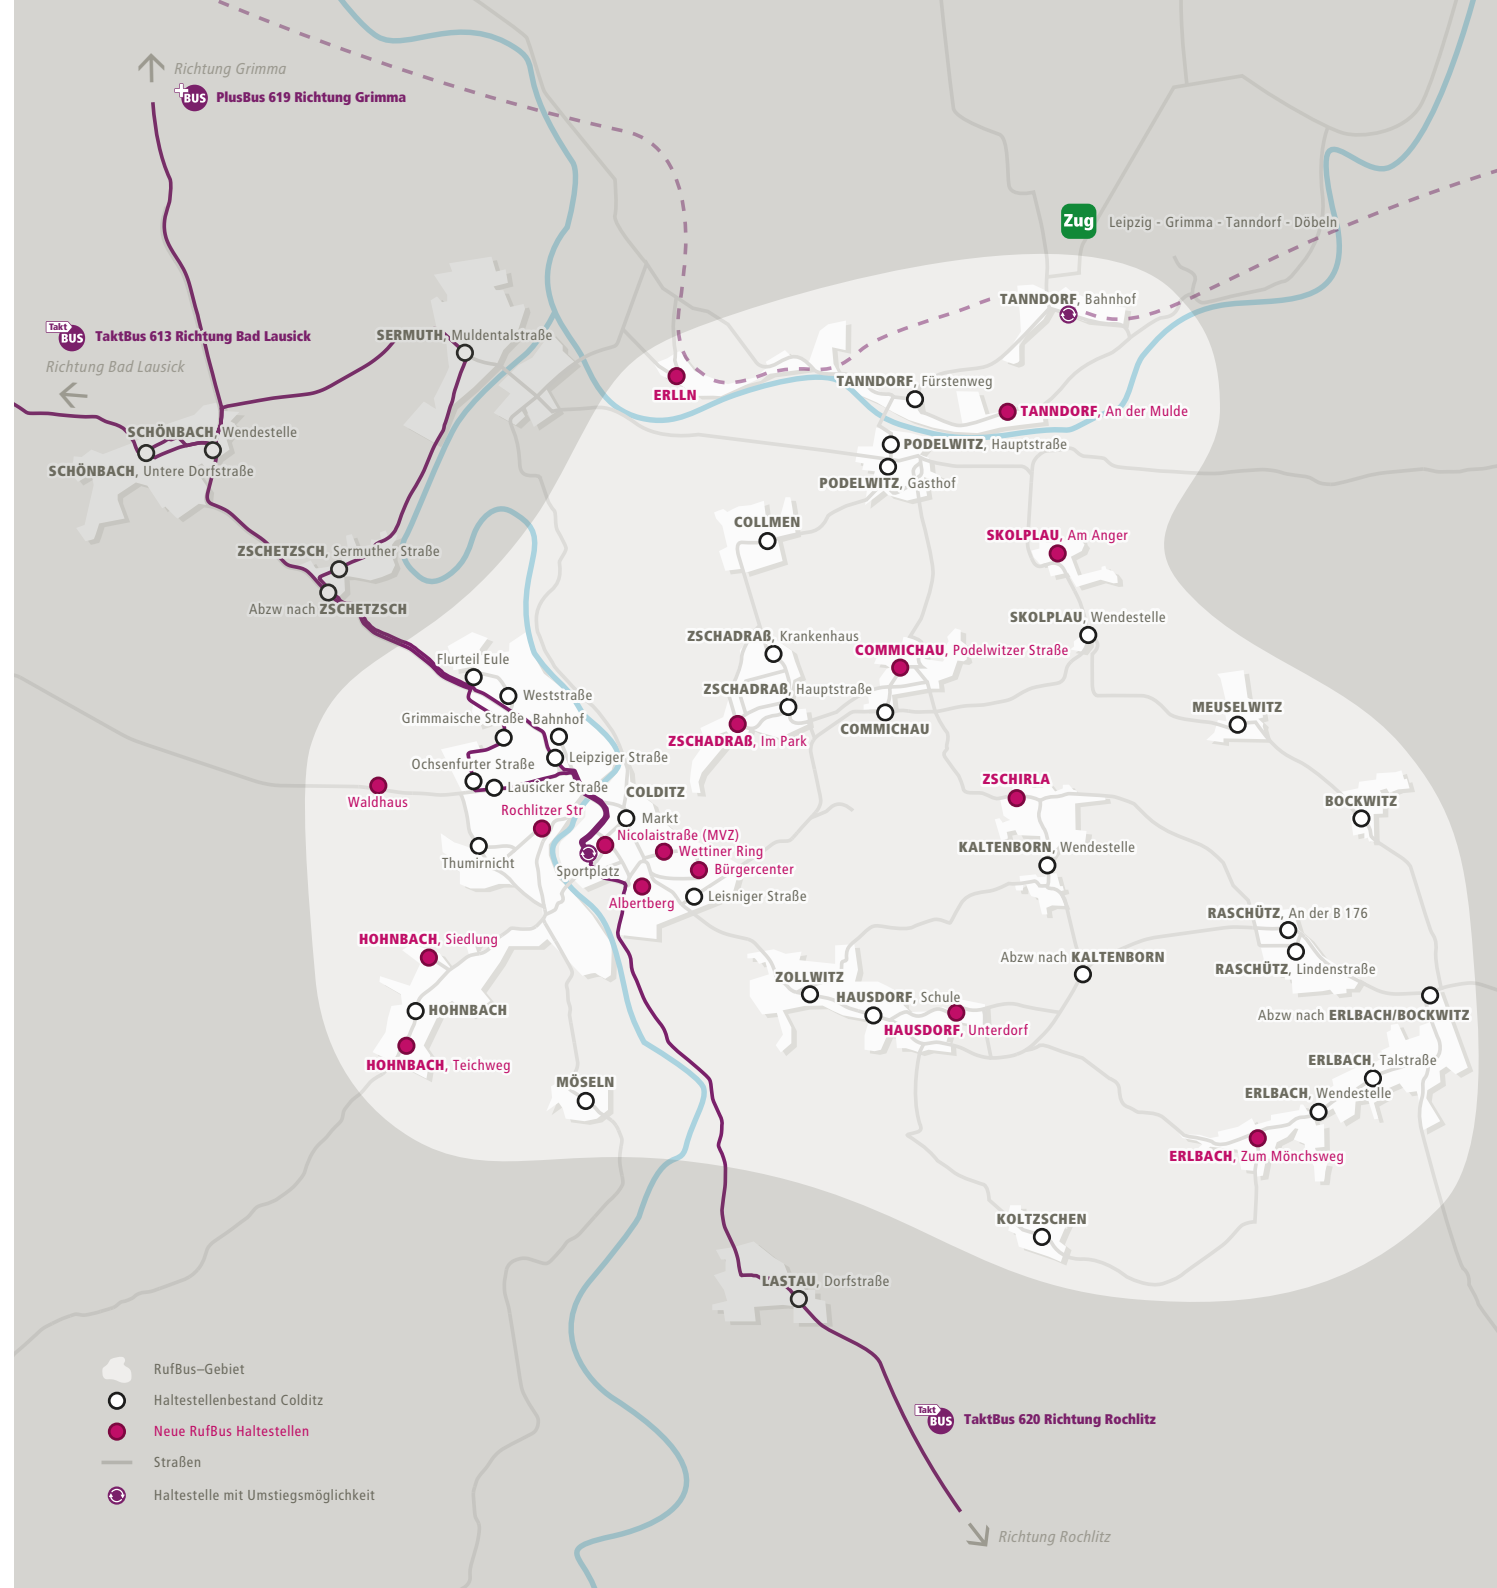 Richtung Grimma
BUS PlusBus 619 Richtung Grimma
Zug Leipzig - Grimma - Tanndorf - Döbeln
TANNDORF, Bahnhof
Takt BUS TaktBus 613 Richtung Bad Lausick
Richtung Bad Lausick
SERMUTH, Muldentalstraße
ERLLN
TANNDORF, Fürstenweg
TANNDORF, An der Mulde
SCHÖNBACH, Wendestelle
SCHÖNBACH, Untere Dorfstraße
PODELWITZ, Hauptstraße
PODELWITZ, Gasthof
COLLMEN
SKOLPLAU, Am Anger
ZSCHETZSCH, Sermuther Straße
Abzw nach ZSCHETZSCH
SKOLPLAU, Wendestelle
ZSCHADRAß, Krankenhaus
COMMICHAU, Podelwitzer Straße
Flurteil Eule
Weststraße
ZSCHADRAß, Hauptstraße
MEUSELWITZ
Grimmaische Straße
Bahnhof
COMMICHAU
ZSCHADRAß, Im Park
Leipziger Straße
Ochsenfurter Straße
Lausicker Straße
COLDITZ
ZSCHIRLA
BOCKWITZ
Waldhaus
Rochlitzer Str
Markt
Nicolaistraße (MVZ)
Wettiner Ring
KALTENBORN, Wendestelle
Thumirnicht
Sportplatz
Bürgercenter
Albertberg
Leisniger Straße
RASCHÜTZ, An der B 176
HOHNBACH, Siedlung
Abzw nach KALTENBORN
RASCHÜTZ, Lindenstraße
ZOLLWITZ
HAUSDORF, Schule
HOHNBACH
HAUSDORF, Unterdorf
Abzw nach ERLBACH/BOCKWITZ
HOHNBACH, Teichweg
ERLBACH, Talstraße
MÖSELN
ERLBACH, Wendestelle
ERLBACH, Zum Mönchsweg
KOLTZSCHEN
LASTAU, Dorfstraße
RufBus–Gebiet
Haltestellenbestand Colditz
Neue RufBus Haltestellen
Straßen
Haltestelle mit Umstiegsmöglichkeit
Takt BUS TaktBus 620 Richtung Rochlitz
Richtung Rochlitz